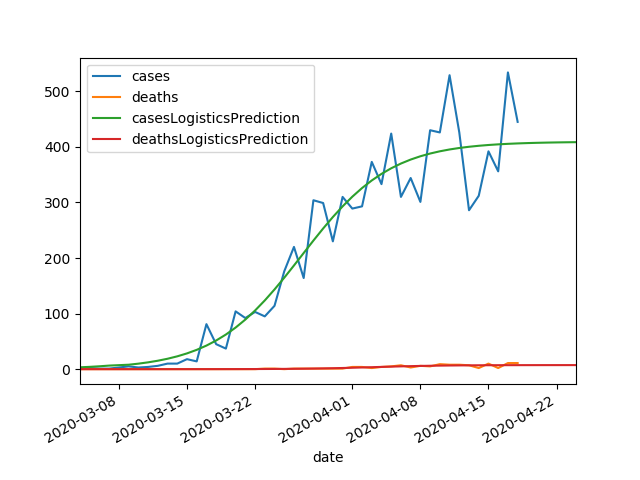 cases
deaths
casesLogisticsPrediction
deathsLogisticsPrediction
500
400
300
200
100
0
2020-03-08
2020-03-15
2020-03-22
2020-04-01
2020-04-08
2020-04-15
2020-04-22
date